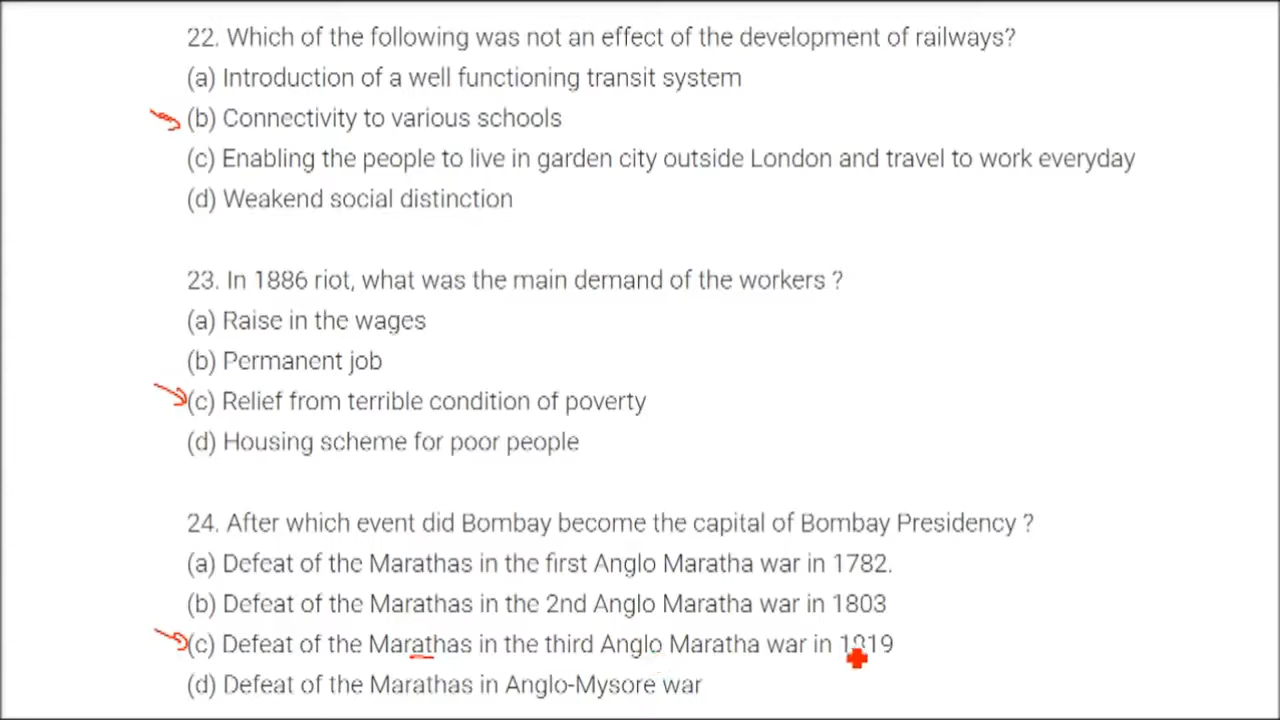 22. Which of the following was not an effect of the development of railways?
(a) Introduction of a well functioning transit system
(b) Connectivity to various schools
(c) Enabling the people to live in garden city outside London and travel to work everyday
(d) Weakend social distinction
23. In 1886 riot, what was the main demand of the workers ?
(a) Raise in the wages
(b) Permanent job
(c) Relief from terrible condition of poverty
(d) Housing scheme for poor people
24. After which event did Bombay become the capital of Bombay Presidency ?
(a) Defeat of the Marathas in the first Anglo Maratha war in 1782.
(b) Defeat of the Marathas in the 2nd Anglo Maratha war in 1803
(c) Defeat of the Marathas in the third Anglo Maratha war in 1819
(d) Defeat of the Marathas in Anglo-Mysore war